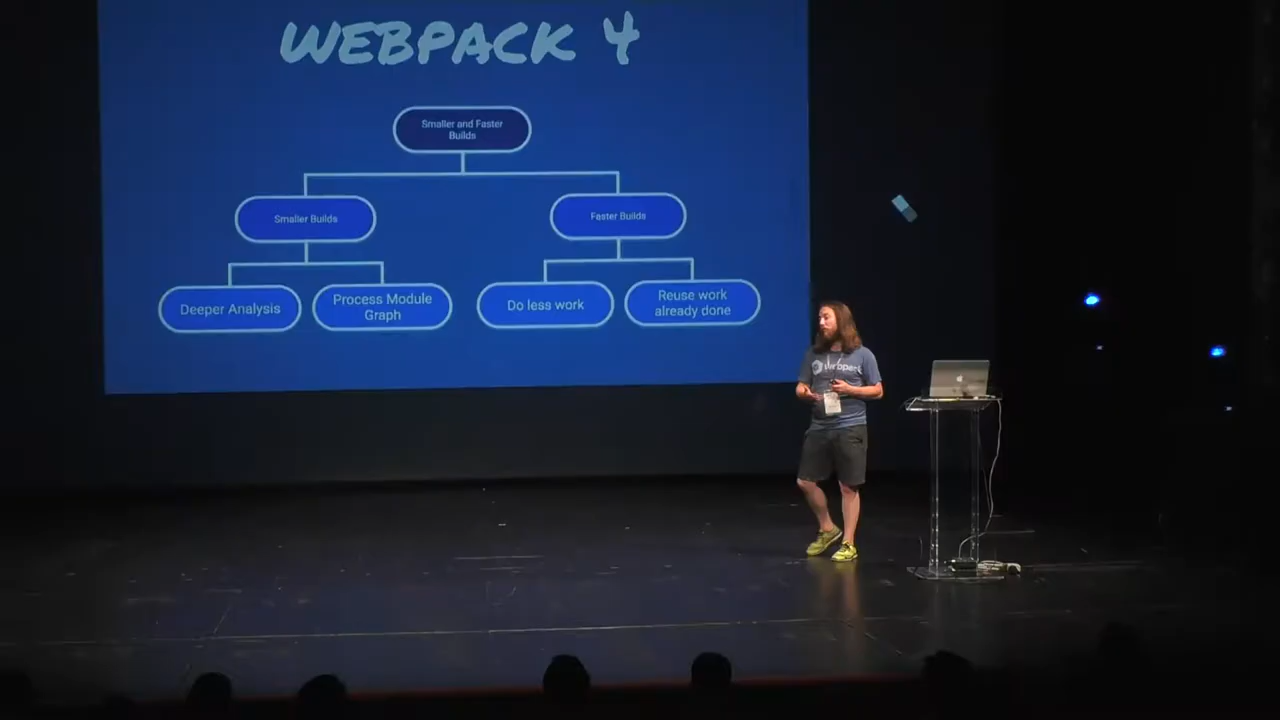 WEBPACK 4
Smaller and Faster
Builds
Smaller Builds
Faster Builds
Deeper Analysis
Process Module
Graph
Do less work
Reuse work
already done
webpack